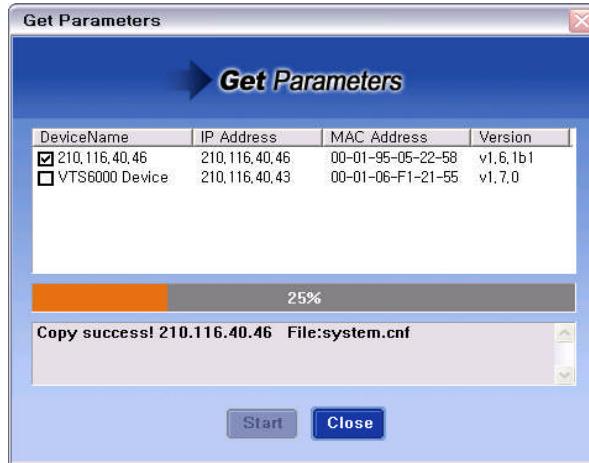 Get Parameters
Get Parameters
DeviceName IP Address MAC Address Version
210,116,40,46 210,116,40,46 00-01-95-05-22-58 v1,6,1b1
VTS6000 Device 210,116,40,43 00-01-06-F1-21-55 v1,7,0
25%
Copy success! 210.116.40.46 File:system.cnf
Start Close